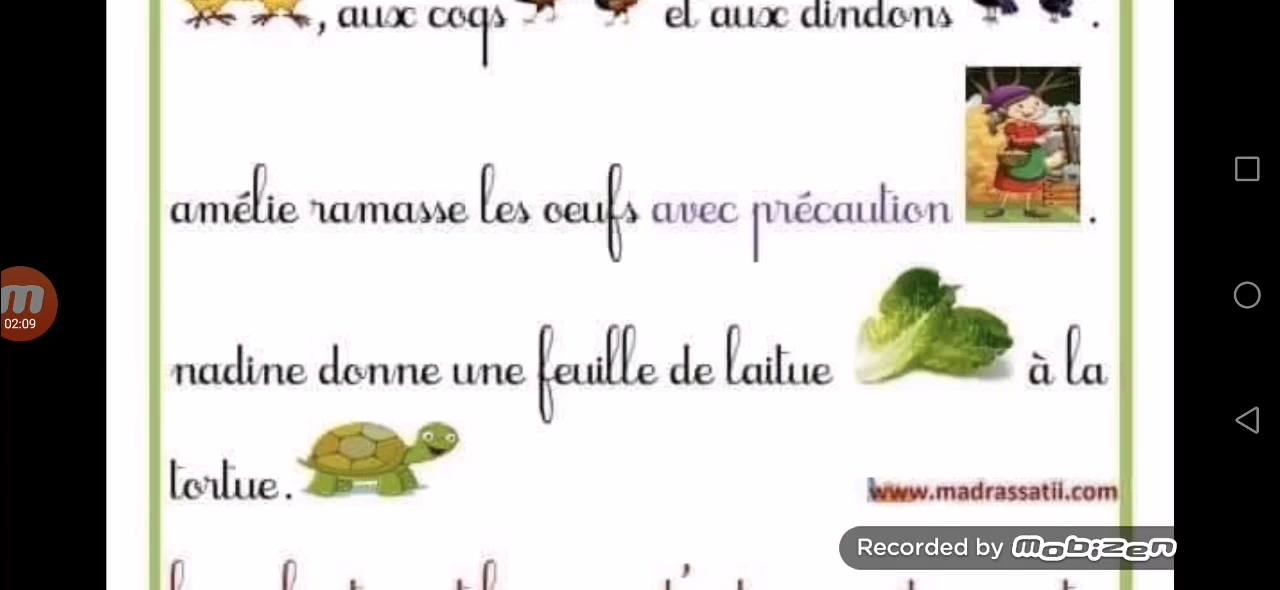 , aux coqs et aux dindons .
amélie ramasse les oeufs avec précaution .
nadine donne une feuille de laitue à la
tortue .
www.madrassatii.com
02:09
Recorded by Mobizen